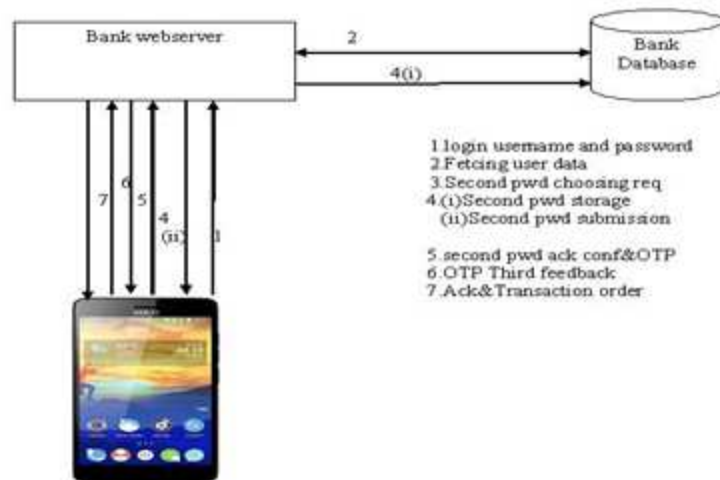 Bank webserver
2
Bank
Database
4(i)
1.login username and password
2.Fetcing user data
3.Second pwd choosing req
4.(i)Second pwd storage
(ii)Second pwd submission
5.second pwd ack conf&OTP
6.OTP Third feedback
7.Ack&Transaction order
7
6
5
4
(ii)
1